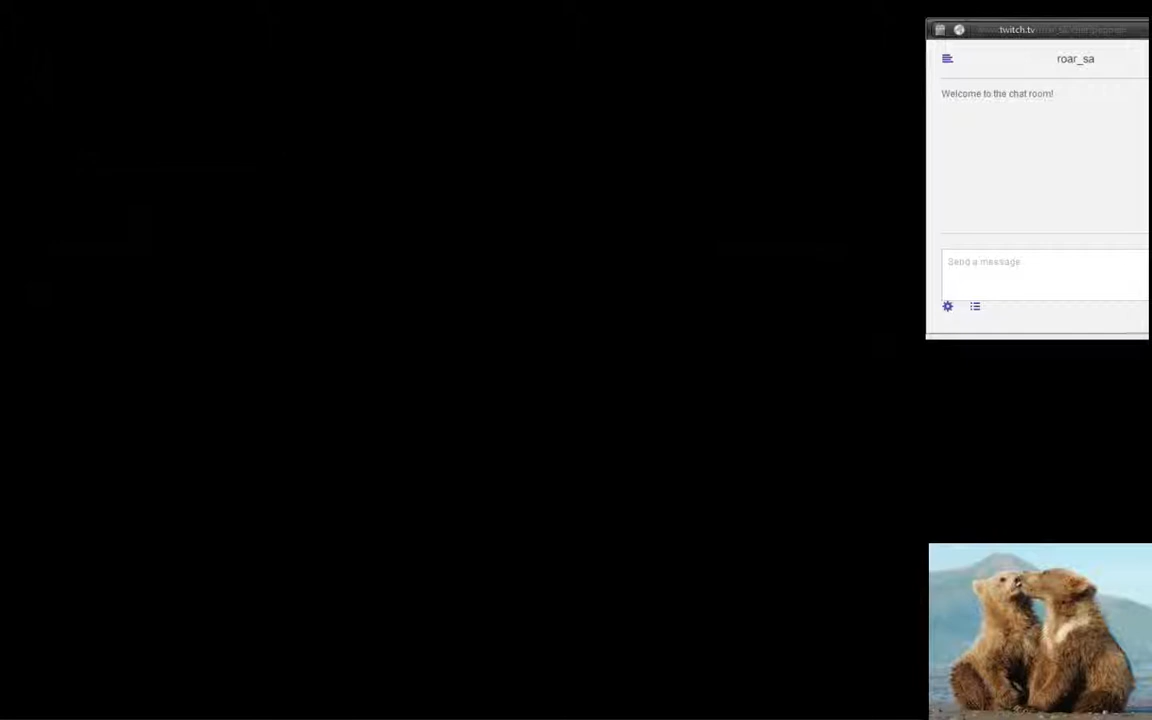 twitch.tv
roar_sa
Welcome to the chat room!
Send a message